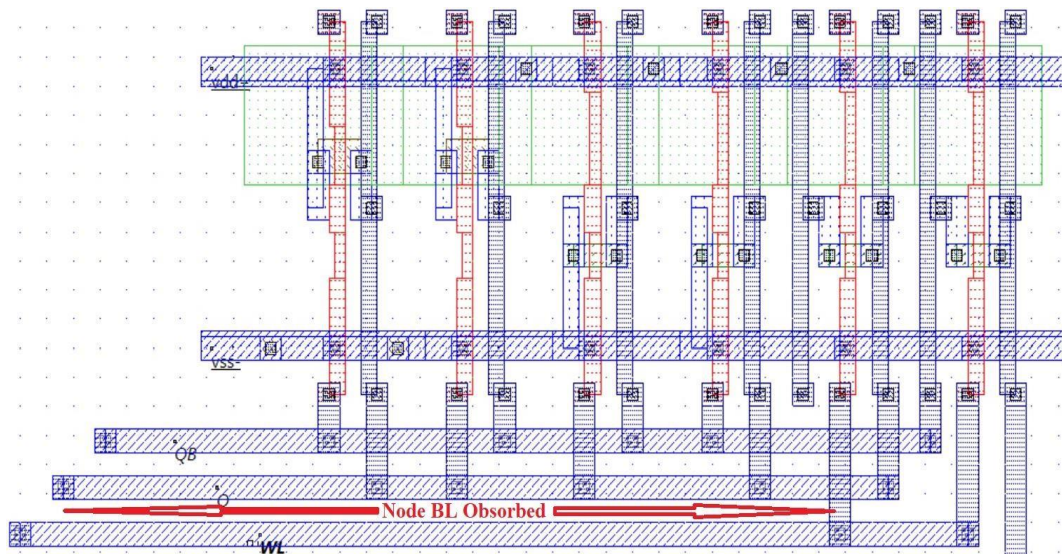 vdd-
vss-
QB
Q
Node BL Obsorbed
WL